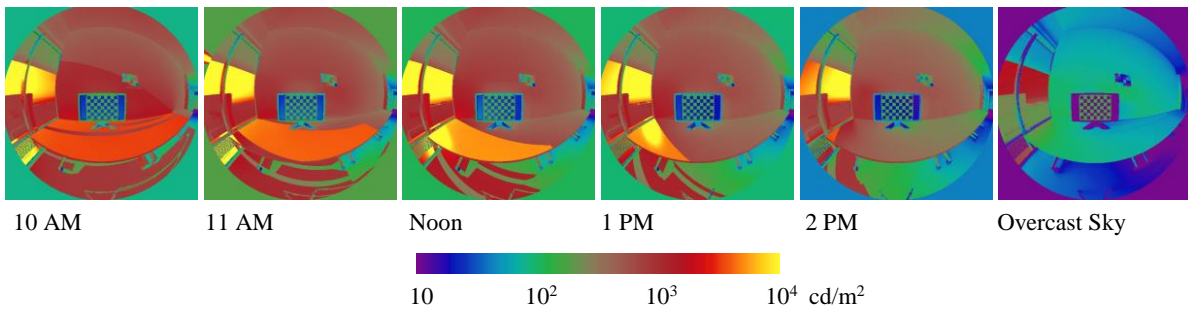 10 AM 11 AM Noon 1 PM 2 PM Overcast Sky
10 10² 10³ 10⁴ cd/m²